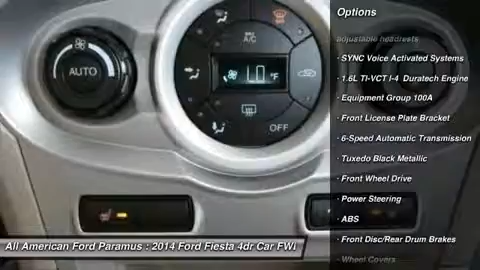 Options
adjustable headrests
· SYNC Voice Activated Systems
· 1.6L Ti-VCT I-4 Duratech Engine
· Equipment Group 100A
· Front License Plate Bracket
· 6-Speed Automatic Transmission
· Tuxedo Black Metallic
· Front Wheel Drive
· Power Steering
· ABS
· Front Disc/Rear Drum Brakes
· Wheel Covers
AUTO
A/C
LO °F
OFF
All American Ford Paramus : 2014 Ford Fiesta 4dr Car FWI